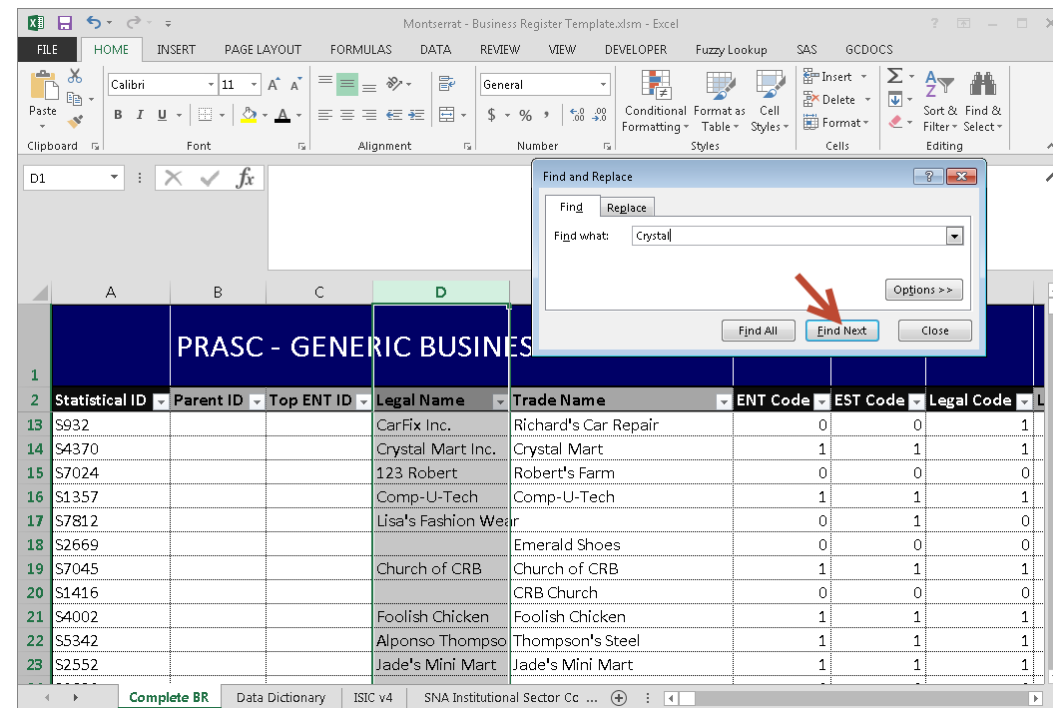 Montserrat - Business Register Template.xlsm - Excel
FILE HOME INSERT PAGE LAYOUT FORMULAS DATA REVIEW VIEW DEVELOPER Fuzzy Lookup SAS GCDOCS
Paste
Clipboard
Calibri 11 A A
B I U A
Font
Alignment
General
$ % , .0 .00 .00 .0
Number
Conditional Formatting
Format as Table
Cell Styles
Styles
Insert
Delete
Format
Cells
Σ
A Z
Sort & Filter
Find & Select
Editing
D1 fx
Find and Replace ?
Find Replace
Find what: Crystal
Options >>
Find All Find Next Close
A B C D
1 PRASC - GENERIC BUSINES
2 Statistical ID Parent ID Top ENT ID Legal Name Trade Name ENT Code EST Code Legal Code L
13 S932 CarFix Inc. Richard's Car Repair 0 0 1
14 S4370 Crystal Mart Inc. Crystal Mart 1 1 1
15 S7024 123 Robert Robert's Farm 0 0 0
16 S1357 Comp-U-Tech Comp-U-Tech 1 1 1
17 S7812 Lisa's Fashion Wear 0 1 0
18 S2669 Emerald Shoes 0 0 0
19 S7045 Church of CRB Church of CRB 1 1 1
20 S1416 CRB Church 0 0 0
21 S4002 Foolish Chicken Foolish Chicken 1 1 1
22 S5342 Alponso Thompso Thompson's Steel 1 1 1
23 S2552 Jade's Mini Mart Jade's Mini Mart 1 1 1
Complete BR Data Dictionary ISIC v4 SNA Institutional Sector Cc ...